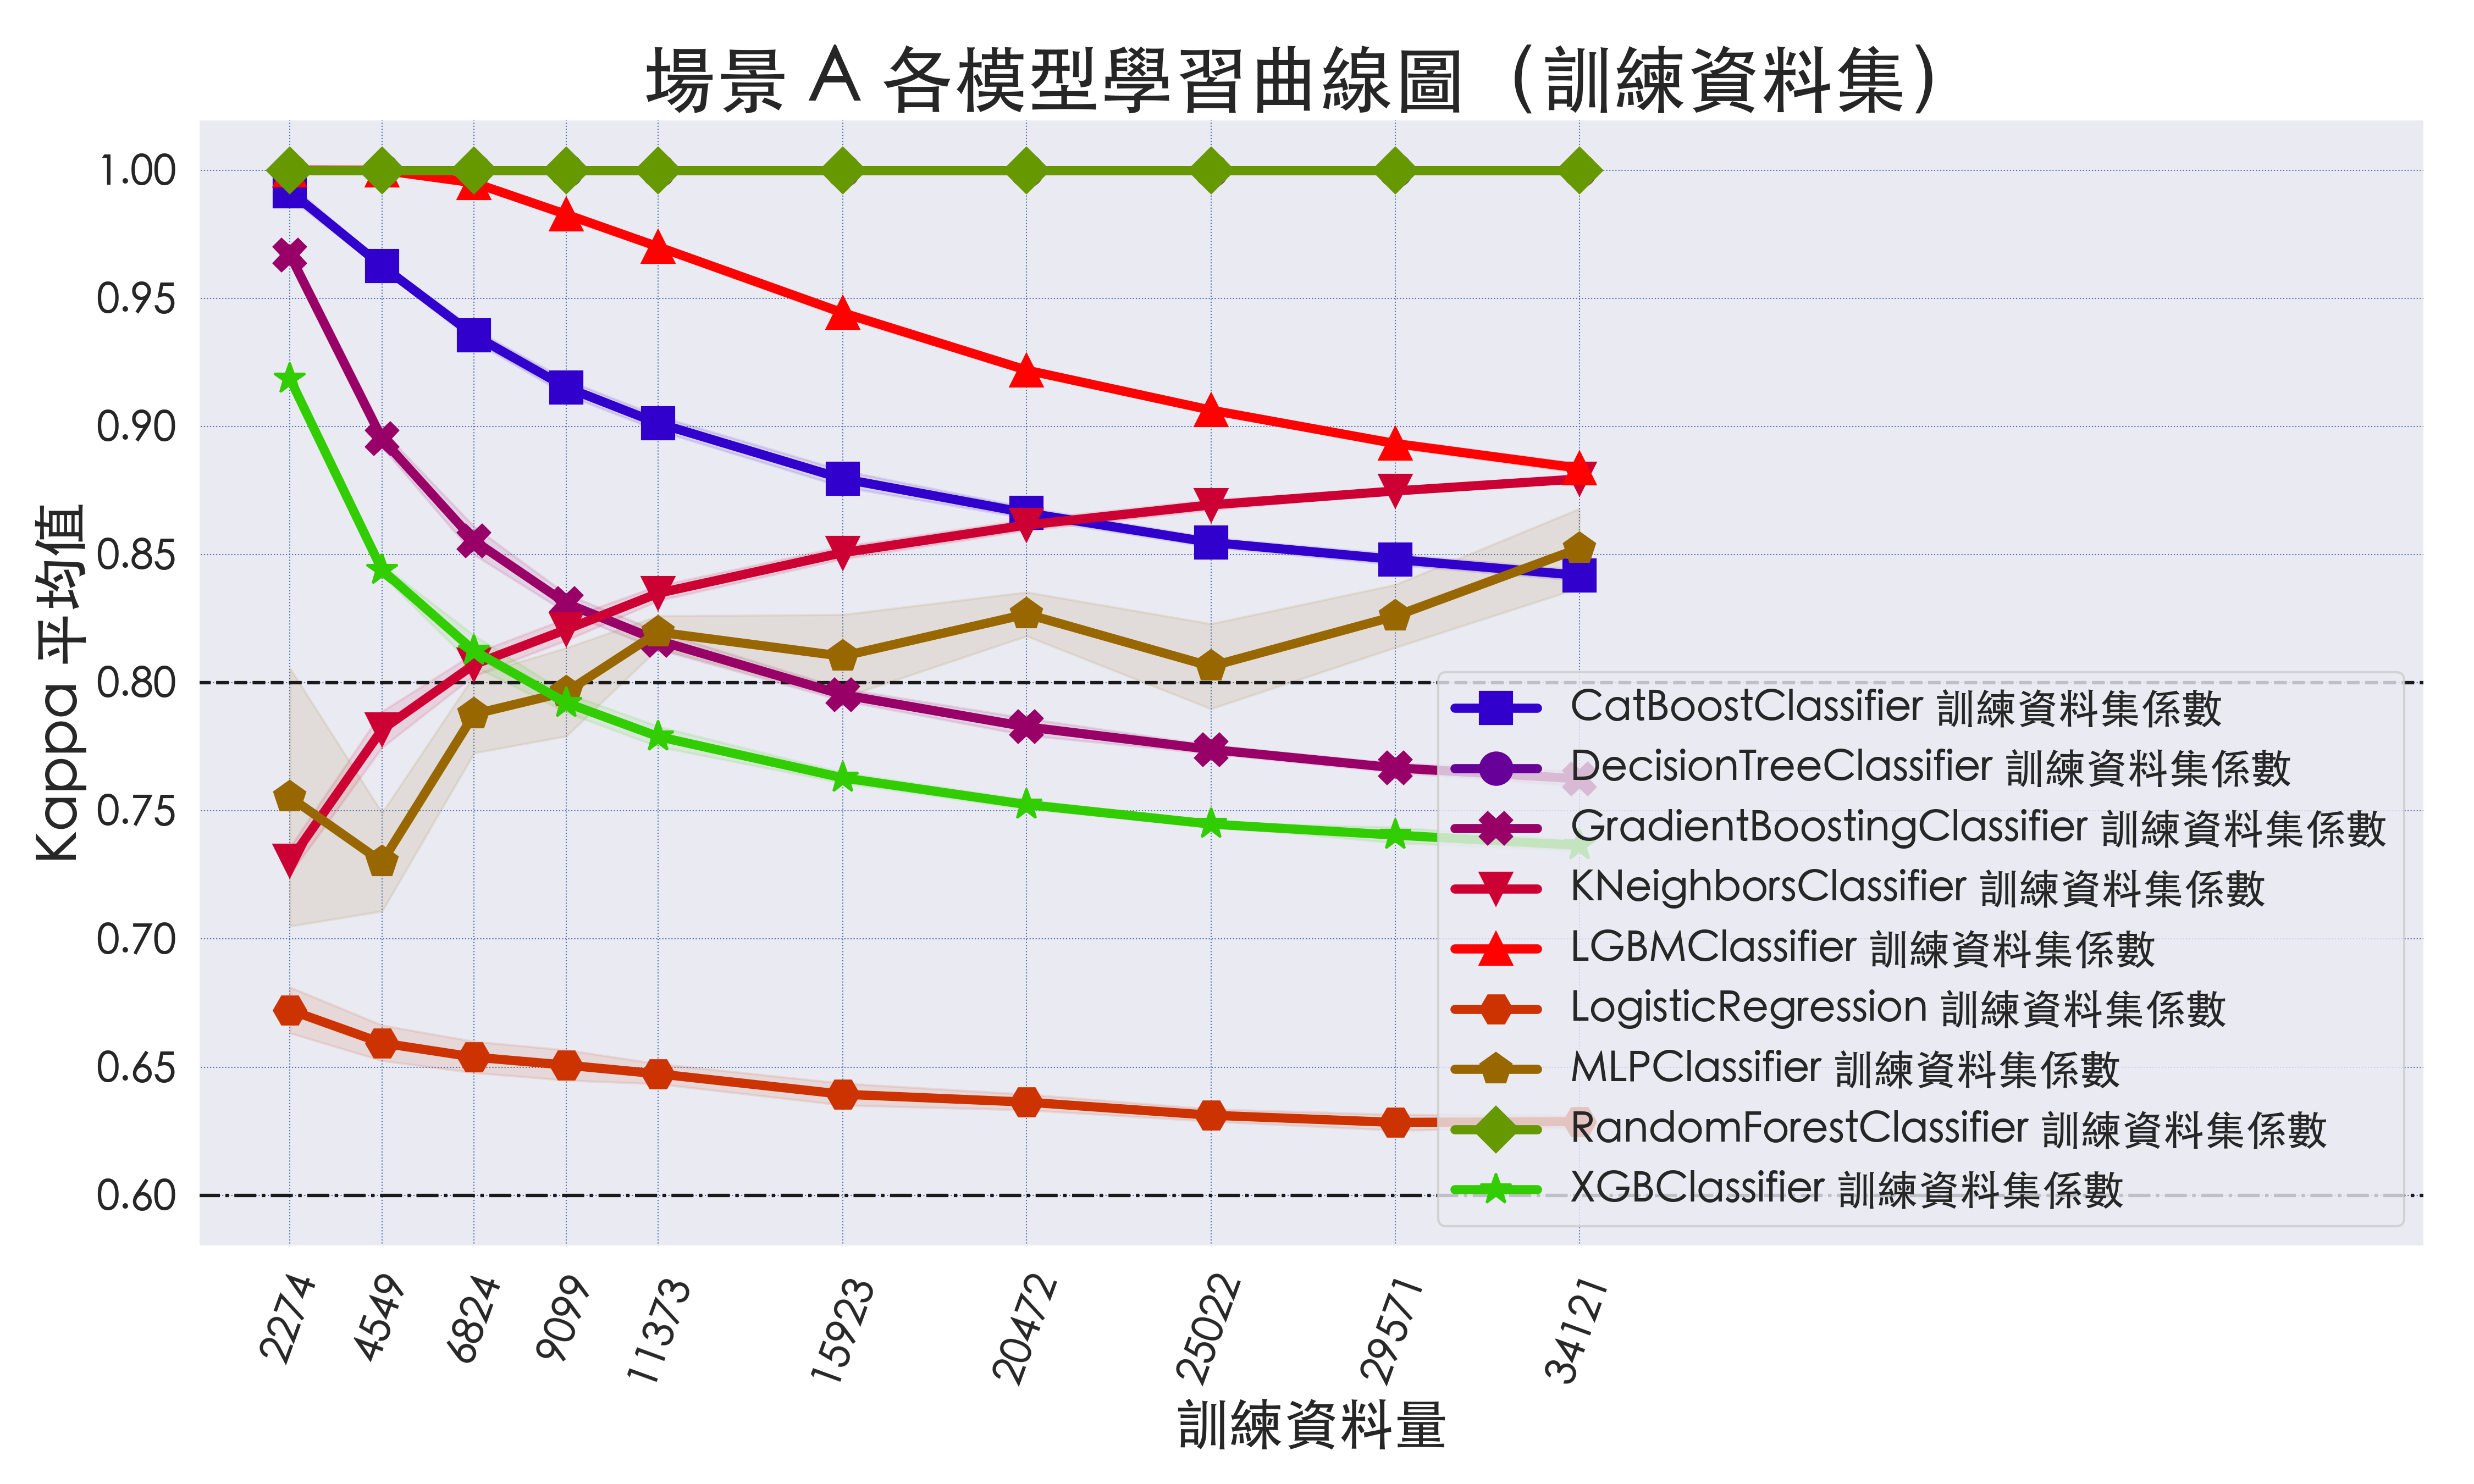 場景 A 各模型學習曲線圖（訓練資料集）
Kappa 平均值
1.00
0.95
0.90
0.85
0.80
0.75
0.70
0.65
0.60
CatBoostClassifier 訓練資料集係數
DecisionTreeClassifier 訓練資料集係數
GradientBoostingClassifier 訓練資料集係數
KNeighborsClassifier 訓練資料集係數
LGBMClassifier 訓練資料集係數
LogisticRegression 訓練資料集係數
MLPClassifier 訓練資料集係數
RandomForestClassifier 訓練資料集係數
XGBClassifier 訓練資料集係數
2274
4549
6824
9099
11373
15923
20472
25022
29571
34121
訓練資料量